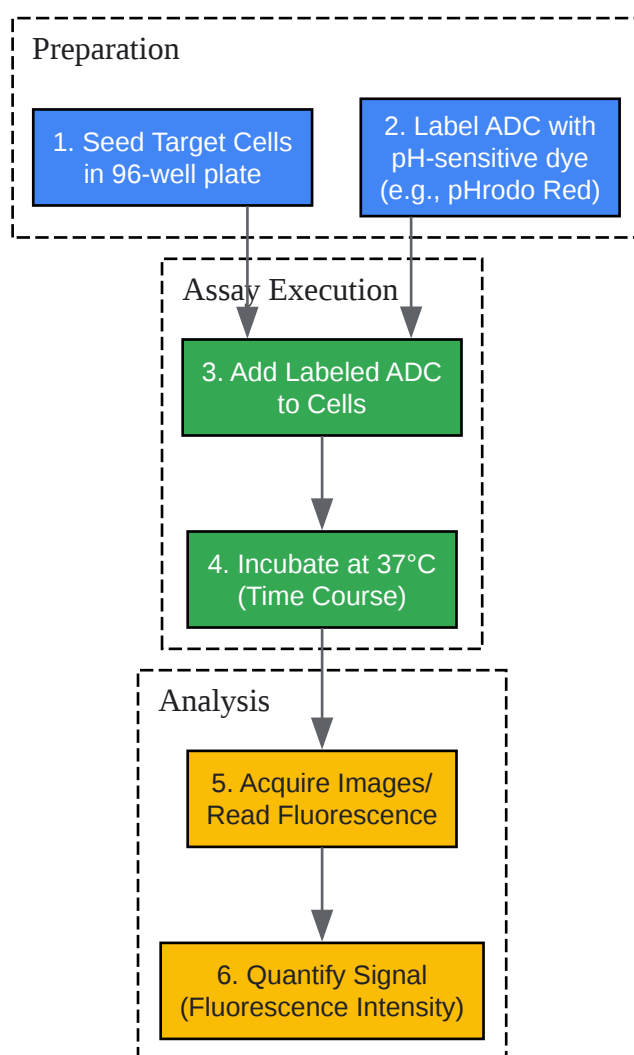 Preparation
1. Seed Target Cells
in 96-well plate
2. Label ADC with
pH-sensitive dye
(e.g., pHrodo Red)
Assay Execution
3. Add Labeled ADC
to Cells
4. Incubate at 37°C
(Time Course)
Analysis
5. Acquire Images/
Read Fluorescence
6. Quantify Signal
(Fluorescence Intensity)